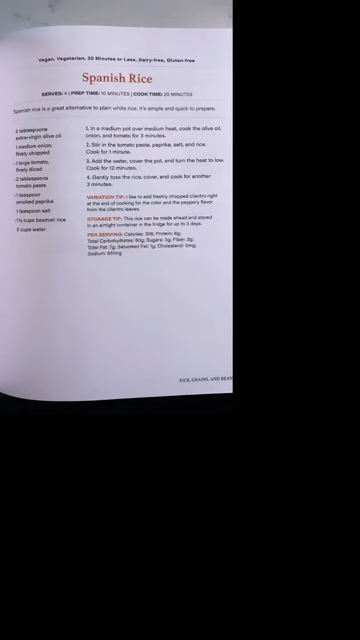 Vegan, Vegetarian, 30 Minutes or Less, Dairy-free, Gluten-free
Spanish Rice
SERVES: 4 | PREP TIME: 10 MINUTES | COOK TIME: 20 MINUTES
Spanish rice is a great alternative to plain white rice. It's simple and quick to prepare.
2 tablespoons
extra-virgin olive oil
1 medium onion,
finely chopped
1 large tomato,
finely diced
2 tablespoons
tomato paste
1 teaspoon
smoked paprika
1 teaspoon salt
1½ cups basmati rice
3 cups water
1. In a medium pot over medium heat, cook the olive oil,
onion, and tomato for 3 minutes.
2. Stir in the tomato paste, paprika, salt, and rice.
Cook for 1 minute.
3. Add the water, cover the pot, and turn the heat to low.
Cook for 12 minutes.
4. Gently toss the rice, cover, and cook for another
3 minutes.
VARIATION TIP: I like to add freshly chopped cilantro right
at the end of cooking for the color and the peppery flavor
from the cilantro leaves.
STORAGE TIP: This rice can be made ahead and stored
in an airtight container in the fridge for up to 3 days.
PER SERVING: Calories: 326; Protein: 6g;
Total Carbohydrates: 60g; Sugars: 3g; Fiber: 2g;
Total Fat: 7g; Saturated Fat: 1g; Cholesterol: 0mg;
Sodium: 651mg
RICE, GRAINS, AND BEAN